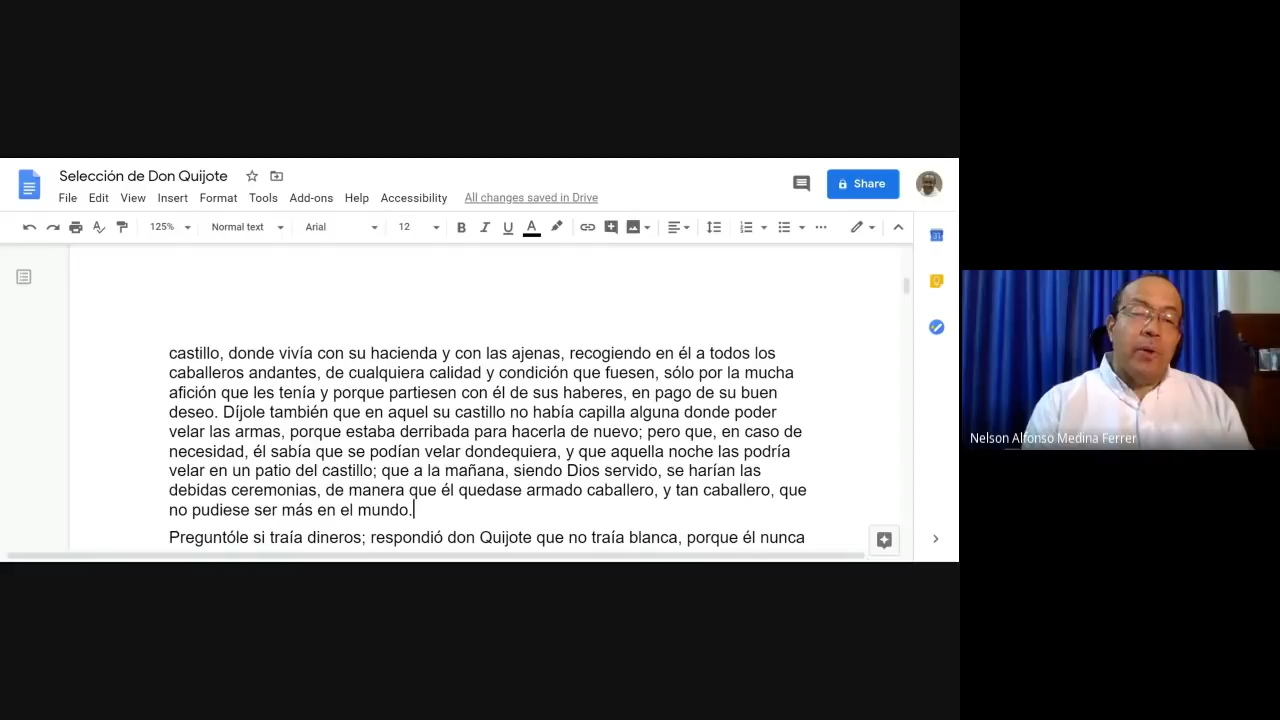 Selección de Don Quijote
File Edit View Insert Format Tools Add-ons Help Accessibility All changes saved in Drive
Share
125% Normal text Arial 12 B I U A
castillo, donde vivía con su hacienda y con las ajenas, recogiendo en él a todos los
caballeros andantes, de cualquiera calidad y condición que fuesen, sólo por la mucha
afición que les tenía y porque partiesen con él de sus haberes, en pago de su buen
deseo. Díjole también que en aquel su castillo no había capilla alguna donde poder
velar las armas, porque estaba derribada para hacerla de nuevo; pero que, en caso de
necesidad, él sabía que se podían velar dondequiera, y que aquella noche las podría
velar en un patio del castillo; que a la mañana, siendo Dios servido, se harían las
debidas ceremonias, de manera que él quedase armado caballero, y tan caballero, que
no pudiese ser más en el mundo.
Preguntóle si traía dineros; respondió don Quijote que no traía blanca, porque él nunca
Nelson Alfonso Medina Ferrer